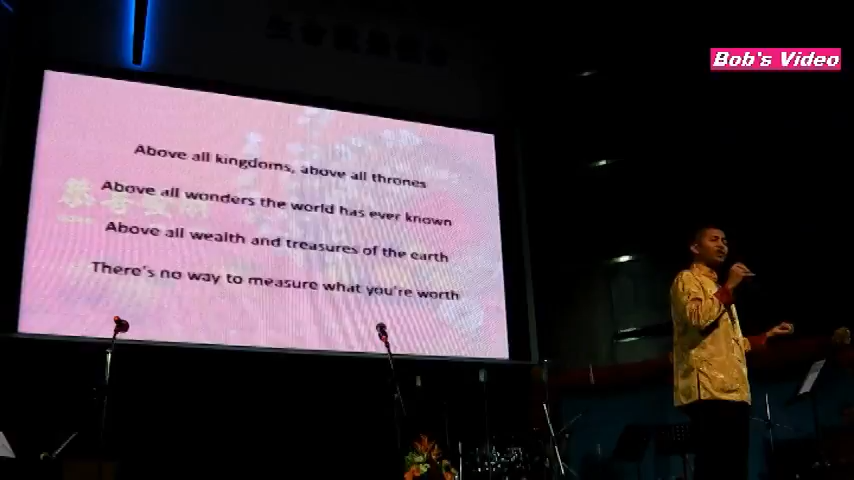 Bob's Video
Above all kingdoms, above all thrones
Above all wonders the world has ever known
Above all wealth and treasures of the earth
There's no way to measure what you're worth